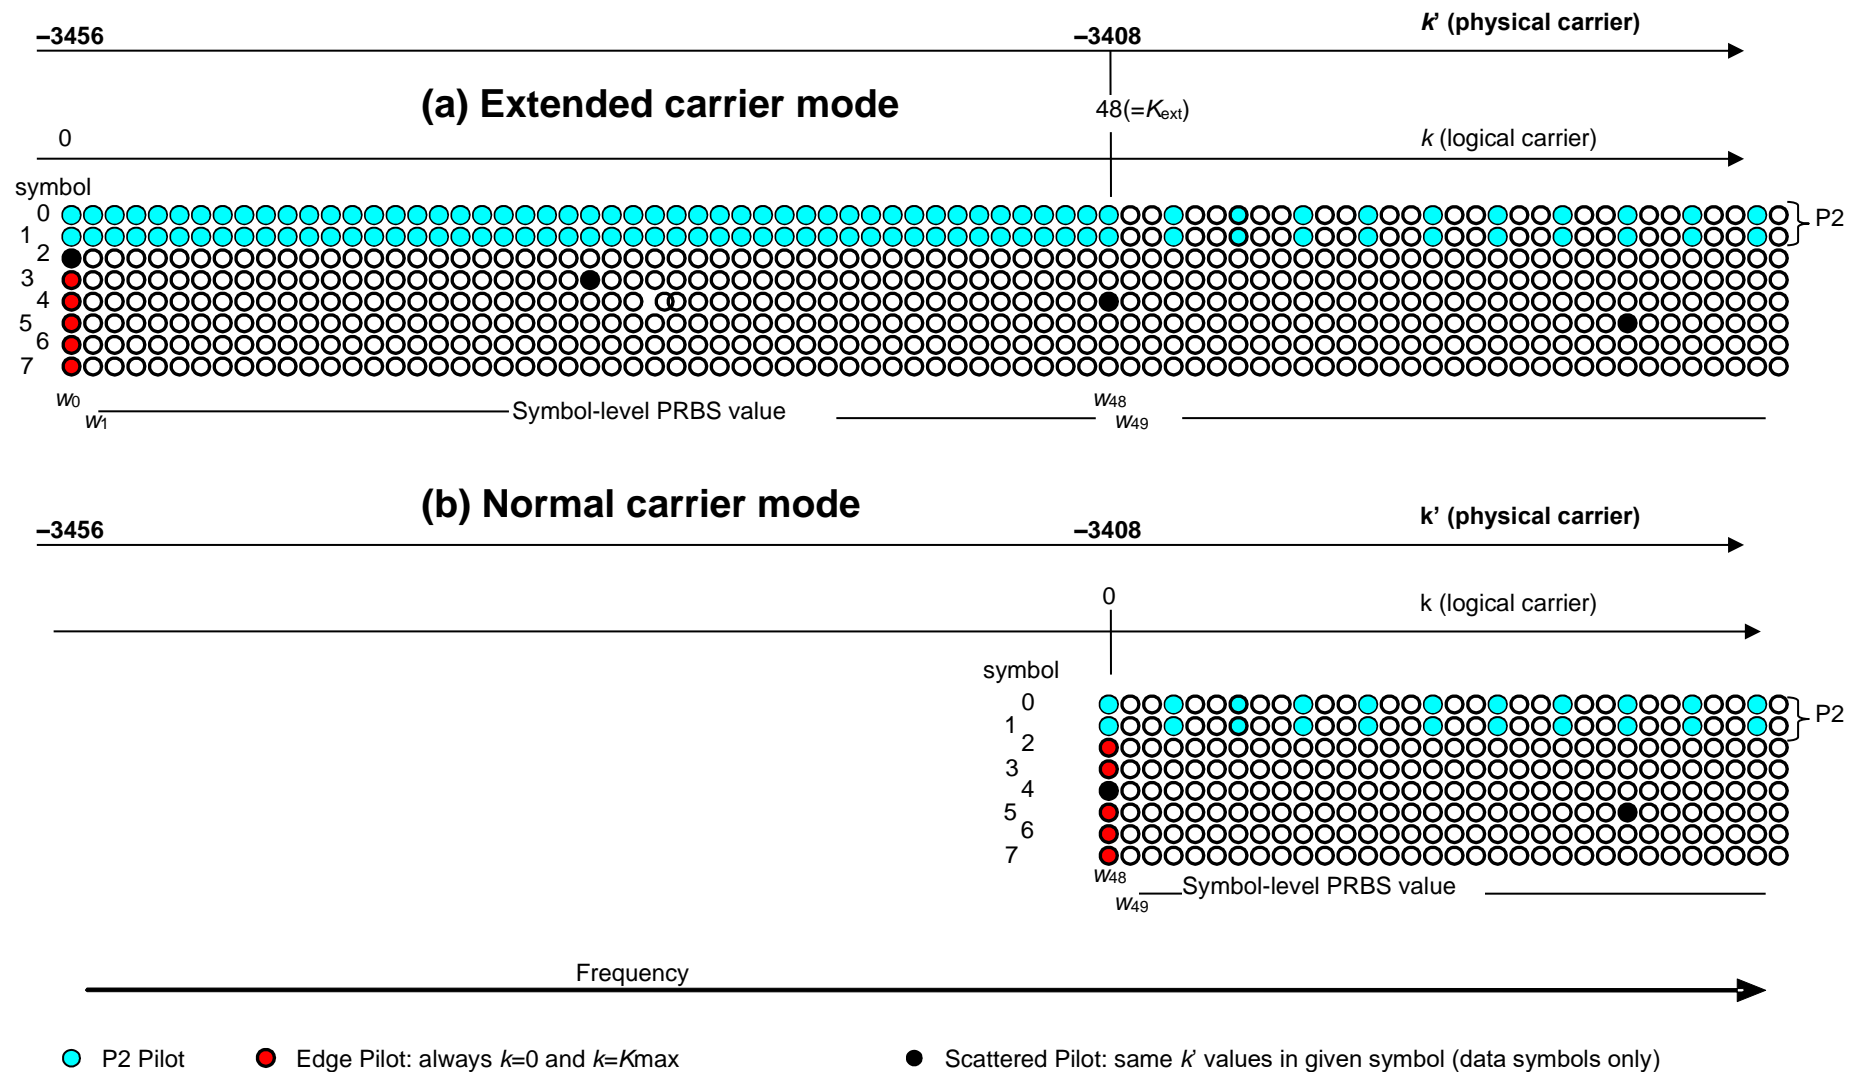 k’ (physical carrier)
–3456
–3408
(a) Extended carrier mode
48(=Kext)
0
k (logical carrier)
symbol
0
P2
1
2
3
4
5
6
7
w0
w48
w1
Symbol-level PRBS value
w49
(b) Normal carrier mode
k’ (physical carrier)
–3456
–3408
0
k (logical carrier)
symbol
0
P2
1
2
3
4
5
6
7
w48
Symbol-level PRBS value
w49
Frequency
P2 Pilot
Edge Pilot: always k=0 and k=Kmax
Scattered Pilot: same k’ values in given symbol (data symbols only)